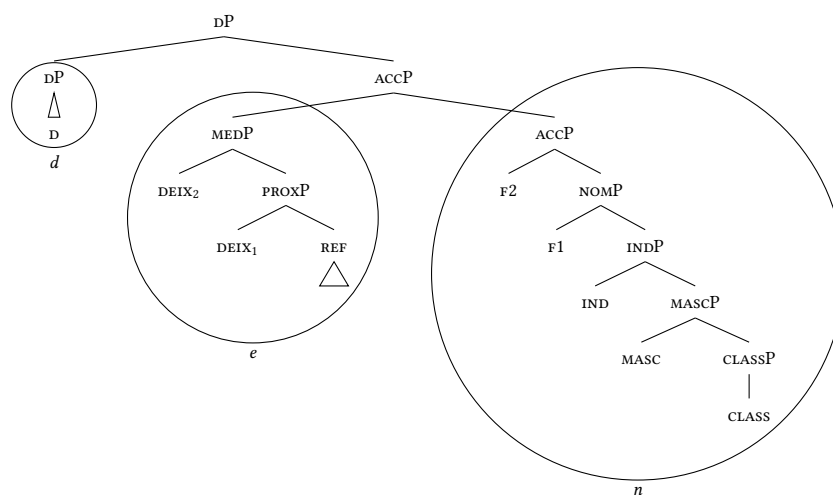 DP
DP ACCP
D MEDP ACCP
d DEIX₂ PROXP F2 NOMP
DEIX₁ REF F1 INDP
IND MASCP
MASC CLASSP
e
CLASS
n